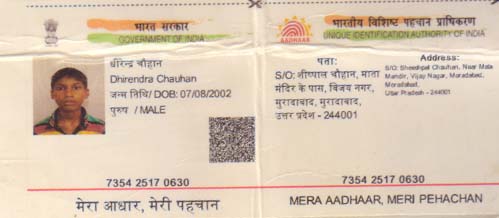 भारत सरकार
GOVERNMENT OF INDIA
धीरेन्द्र चौहान
Dhirendra Chauhan
जन्म तिथि/ DOB: 07/08/2002
पुरुष / MALE
7354 2517 0630
मेरा आधार, मेरी पहचान
भारतीय विशिष्ट पहचान प्राधिकरण
UNIQUE IDENTIFICATION AUTHORITY OF INDIA
AADHAAR
पता:
S/O: शीष्पाल चौहान, माता
मंदिर के पास, विजय नगर,
मुरादाबाद, मुरादाबाद,
उत्तर प्रदेश - 244001
Address:
S/O: Sheeshpal Chauhan, Near Mata
Mandir, Vijay Nagar, Moradabad,
Moradabad,
Uttar Pradesh - 244001
7354 2517 0630
MERA AADHAAR, MERI PEHACHAN